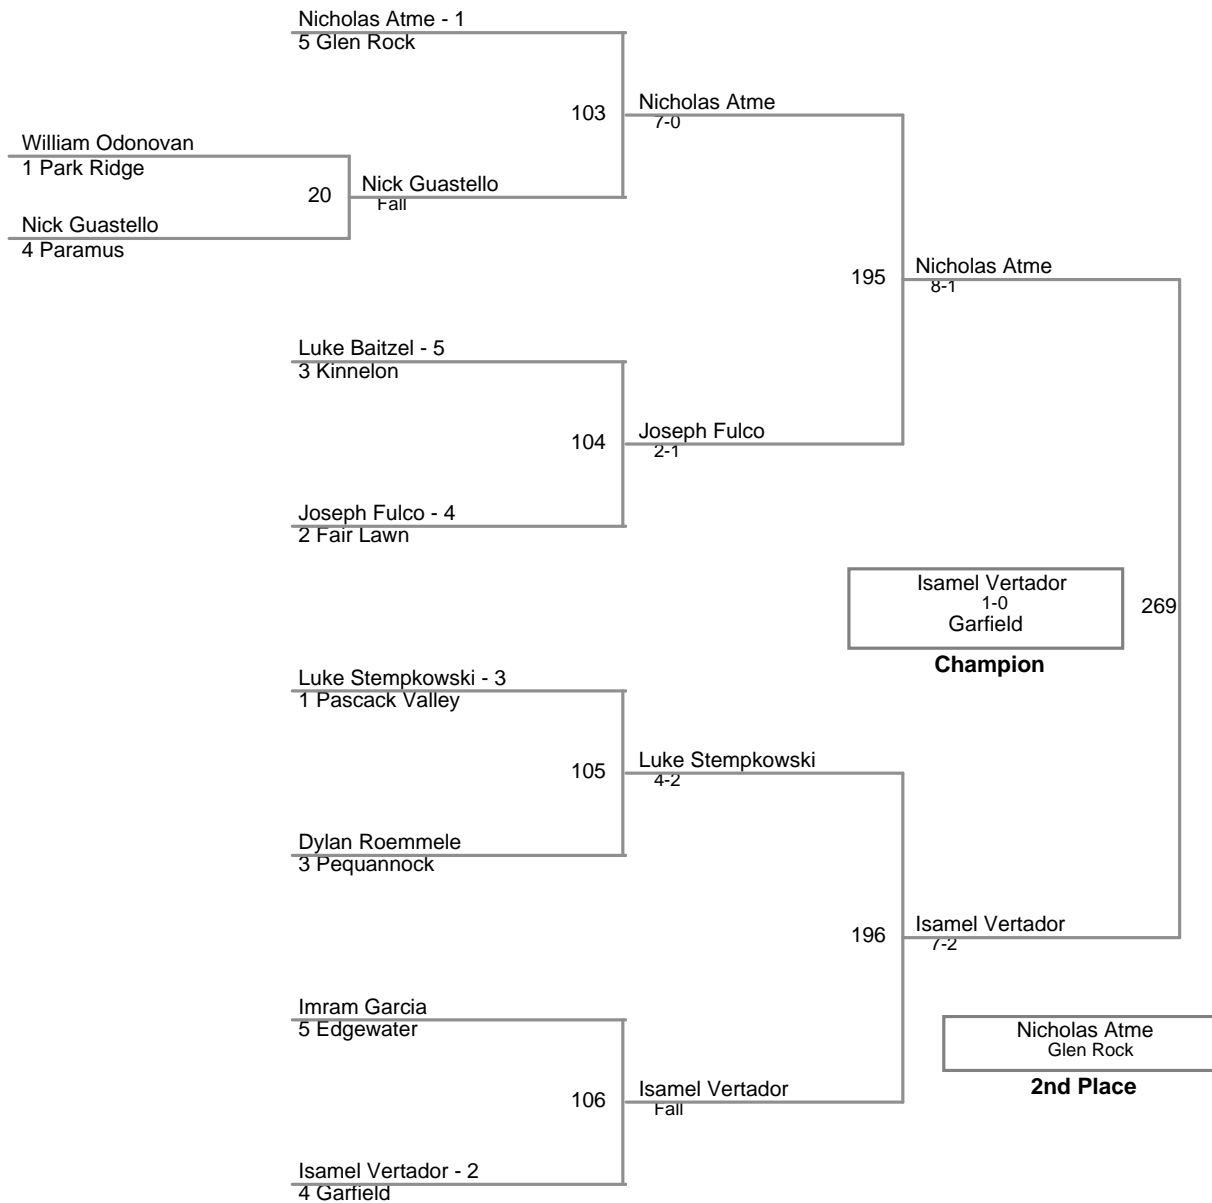 Nicholas Atme - 1
5 Glen Rock
103
Nicholas Atme
7-0
William Odonovan
1 Park Ridge
20
Nick Guastello
Fall
Nick Guastello
4 Paramus
195
Nicholas Atme
8-1
Luke Baitzel - 5
3 Kinnelon
104
Joseph Fulco
2-1
Joseph Fulco - 4
2 Fair Lawn
Isamel Vertador
1-0
Garfield
269
Champion
Luke Stempkowski - 3
1 Pascack Valley
105
Luke Stempkowski
4-2
Dylan Roemmele
3 Pequannock
196
Isamel Vertador
7-2
Imram Garcia
5 Edgewater
Nicholas Atme
Glen Rock
2nd Place
106
Isamel Vertador
Fall
Isamel Vertador - 2
4 Garfield